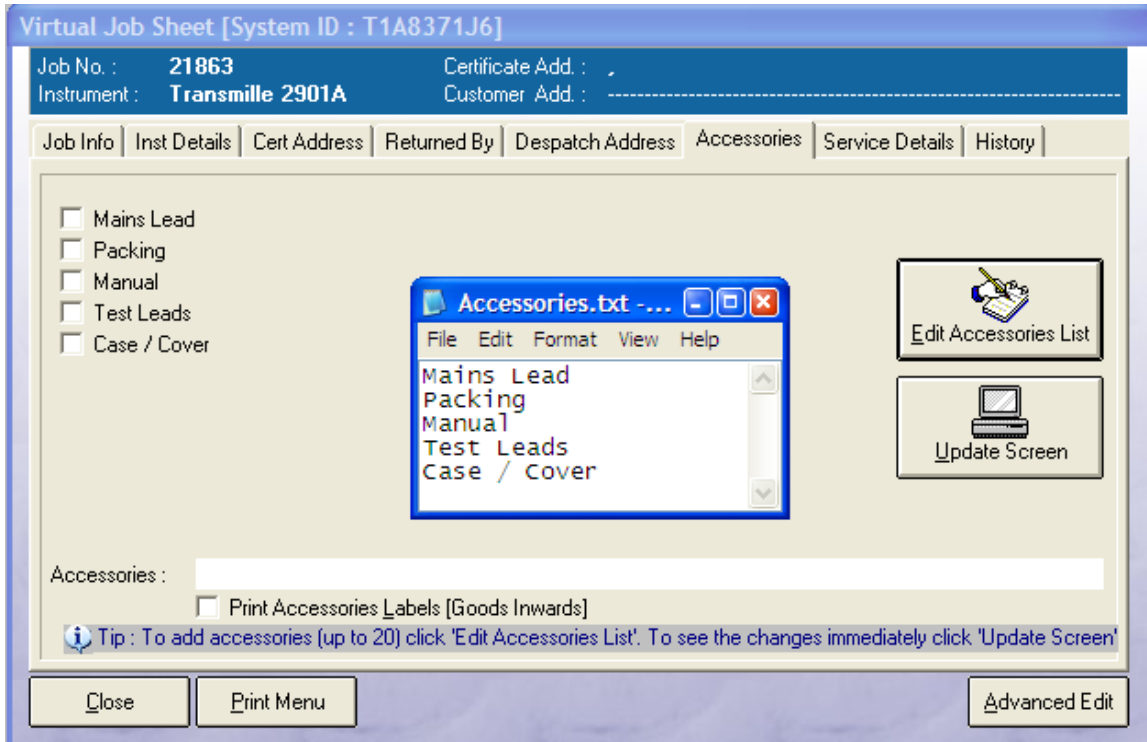 Virtual Job Sheet [System ID : T1A8371J6]
Job No. : 21863 Certificate Add. : ,
Instrument : Transmille 2901A Customer Add. : ----------------------------------------------------------------------
Job Info Inst Details Cert Address Returned By Despatch Address Accessories Service Details History
Mains Lead
Packing
Manual
Test Leads
Case / Cover
Accessories.txt -...
File Edit Format View Help
Mains Lead
Packing
Manual
Test Leads
Case / Cover
Edit Accessories List
Update Screen
Accessories :
Print Accessories Labels [Goods Inwards]
Tip : To add accessories (up to 20) click 'Edit Accessories List'. To see the changes immediately click 'Update Screen'
Close Print Menu Advanced Edit